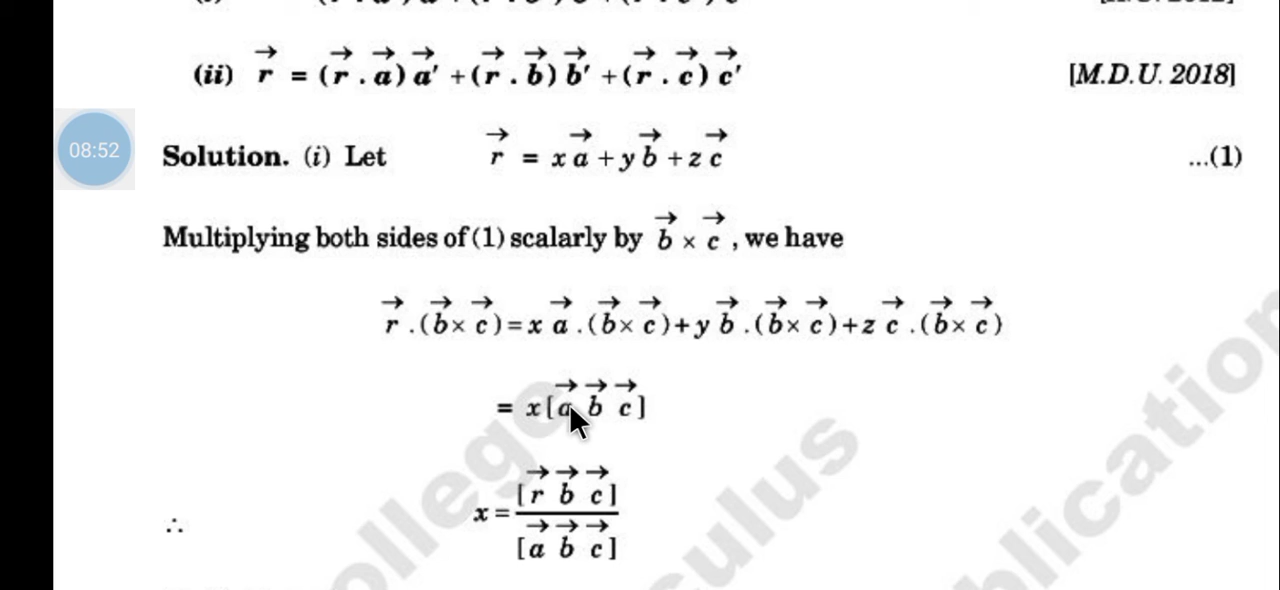 (ii) r⃗ = (r⃗ . a⃗) a⃗′ + (r⃗ . b⃗) b⃗′ + (r⃗ . c⃗) c⃗′ [M.D.U. 2018]
08:52
Solution. (i) Let r⃗ = x a⃗ + y b⃗ + z c⃗ ...(1)
Multiplying both sides of (1) scalarly by b⃗ × c⃗ , we have
r⃗ . (b⃗ × c⃗) = x a⃗ . (b⃗ × c⃗) + y b⃗ . (b⃗ × c⃗) + z c⃗ . (b⃗ × c⃗)
= x [a⃗ b⃗ c⃗]
∴ x = [r⃗ b⃗ c⃗] / [a⃗ b⃗ c⃗]